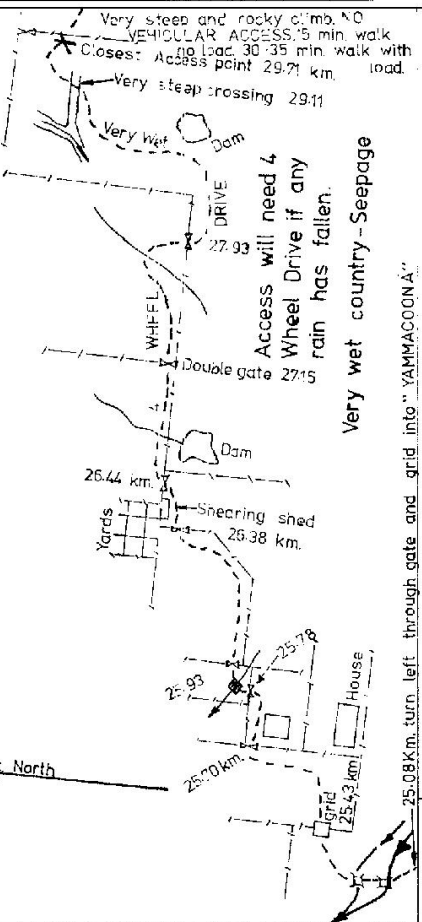 Very steep and rocky climb. NO
VEHICULAR ACCESS. 15 min. walk
no load. 30-35 min. walk with
load.
Closest Access point 29.71 km.
Very steep crossing 29.11
Very Wet
Dam
DRIVE
27.93
Access will need 4
Wheel Drive if any
rain has fallen.
Very wet country-Seepage
WHEEL
Double gate 27.15
4
Dam
26.44 km.
Shearing shed
26.38 km.
Yards
25.78
25.93
House
25.70 km.
North
grid
25.43 km
25.08 Km. turn left through gate and grid into "YAMMACOONA"